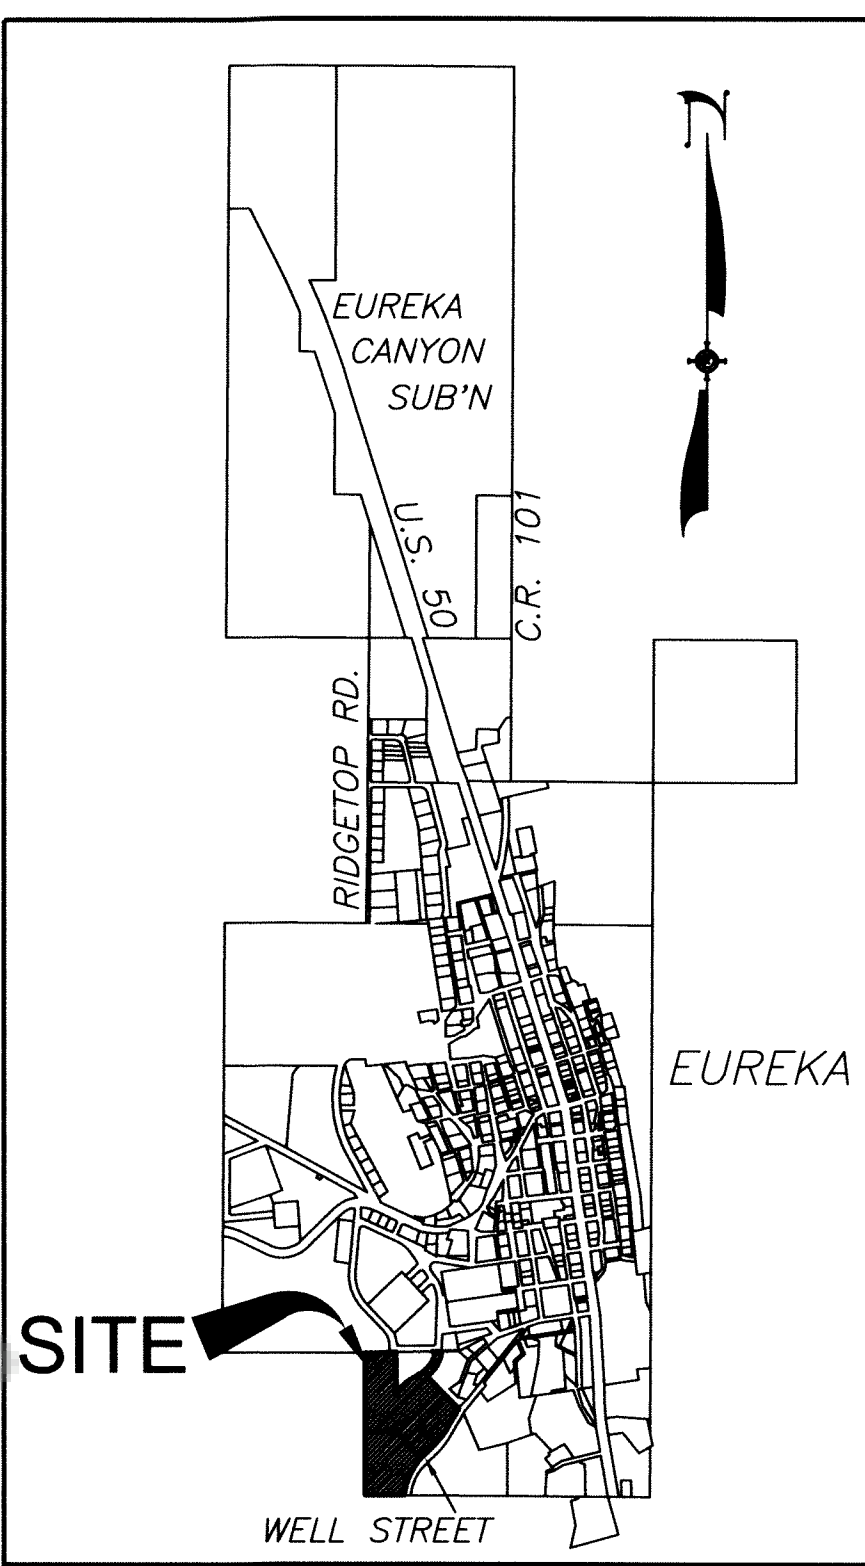 EUREKA
CANYON
SUB'N
U.S. 50
C.R. 101
RIDGETOP RD.
EUREKA
SITE
WELL STREET